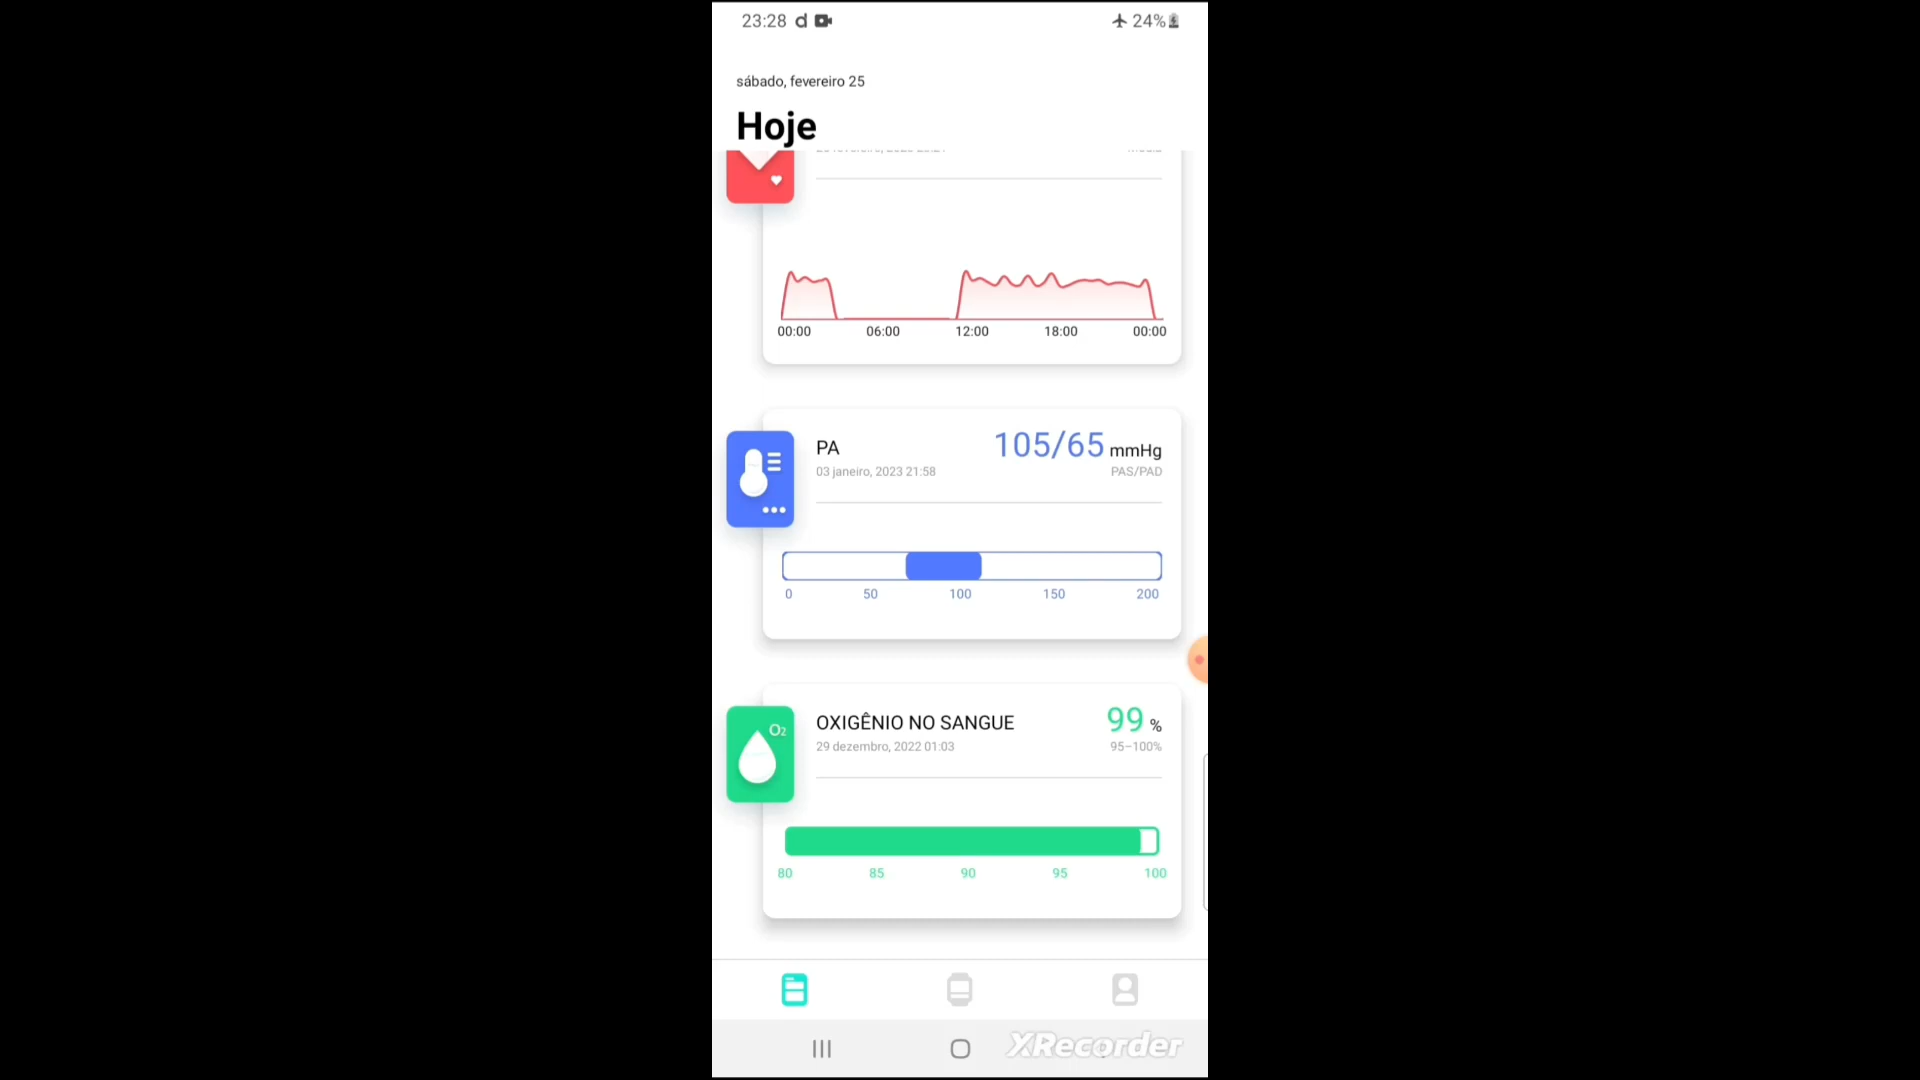 23:28 d 24%
sábado, fevereiro 25
Hoje
00:00 06:00 12:00 18:00 00:00
PA 105/65 mmHg
03 janeiro, 2023 21:58 PAS/PAD
0 50 100 150 200
O₂ OXIGÊNIO NO SANGUE 99 %
29 dezembro, 2022 01:03 95–100%
80 85 90 95 100
XRecorder